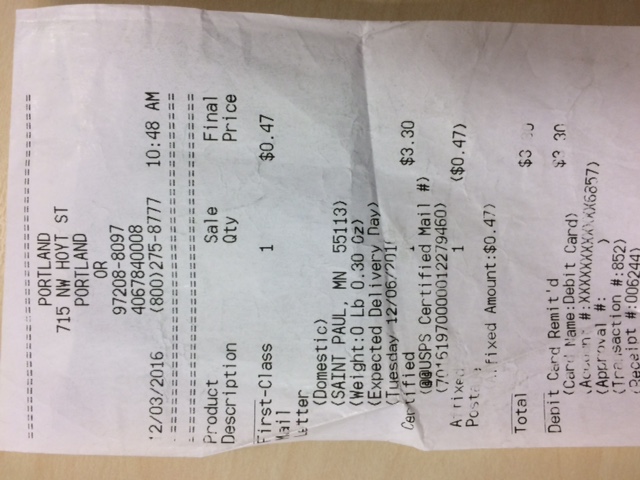 ================================
PORTLAND
715 NW HOYT ST
PORTLAND
OR
97208-8097
4067840008
12/03/2016 (800)275-8777 10:48 AM
================================
================================
Product Sale Final
Description Qty Price
First-Class 1 $0.47
Mail
Letter
(Domestic)
(SAINT PAUL, MN 55113)
(Weight:0 Lb 0.30 Oz)
(Expected Delivery Day)
(Tuesday 12/06/201
Certified 1 $3.30
(@@USPS Certified Mail #)
(70161970000012279460)
Affixed 1 ($0.47)
Postage
(Affixed Amount:$0.47)
Total $3.30
Debit Card Remit'd $3.30
(Card Name:Debit Card)
(Account #:XXXXXXXXXXXX6857)
(Approval #: )
(Transaction #:852)
(Receipt #:006244)